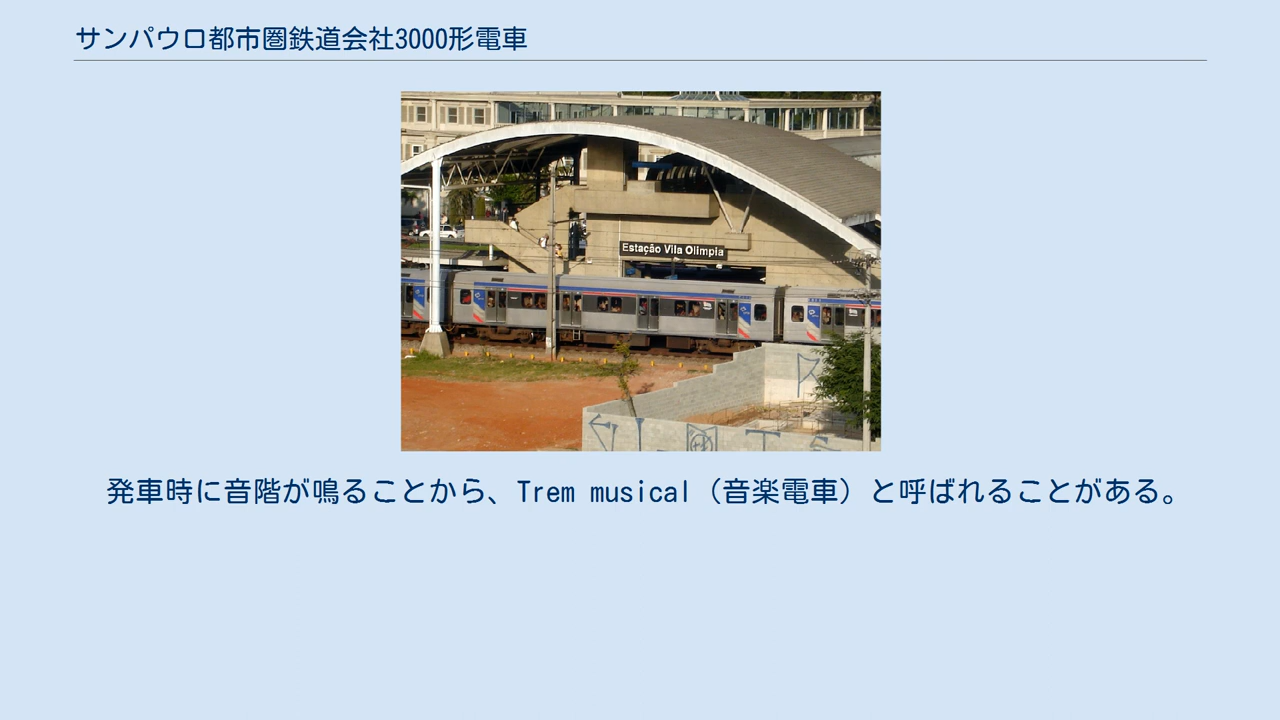 サンパウロ都市圏鉄道会社3000形電車
Estação Vila Olimpia
発車時に音階が鳴ることから、Trem musical（音楽電車）と呼ばれることがある。